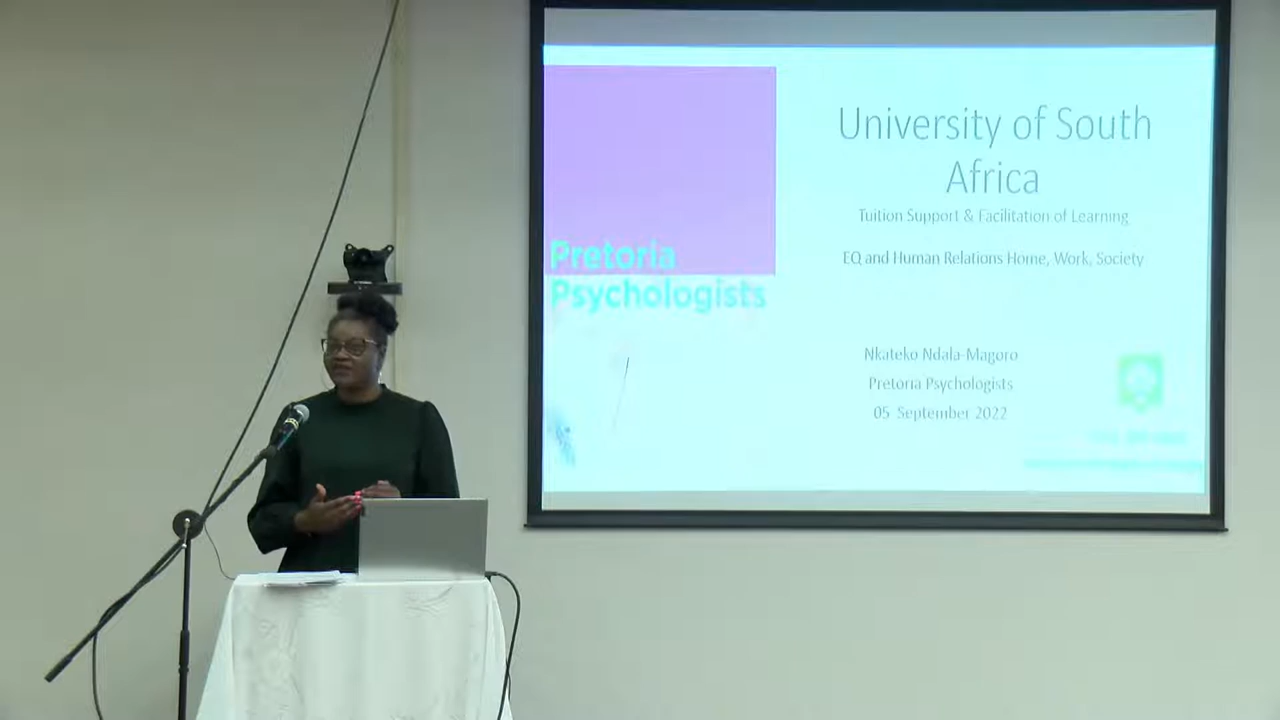 Pretoria
Psychologists
University of South
Africa
Tuition Support & Facilitation of Learning
EQ and Human Relations Home, Work, Society
Nkateko Ndala-Magoro
Pretoria Psychologists
05 September 2022